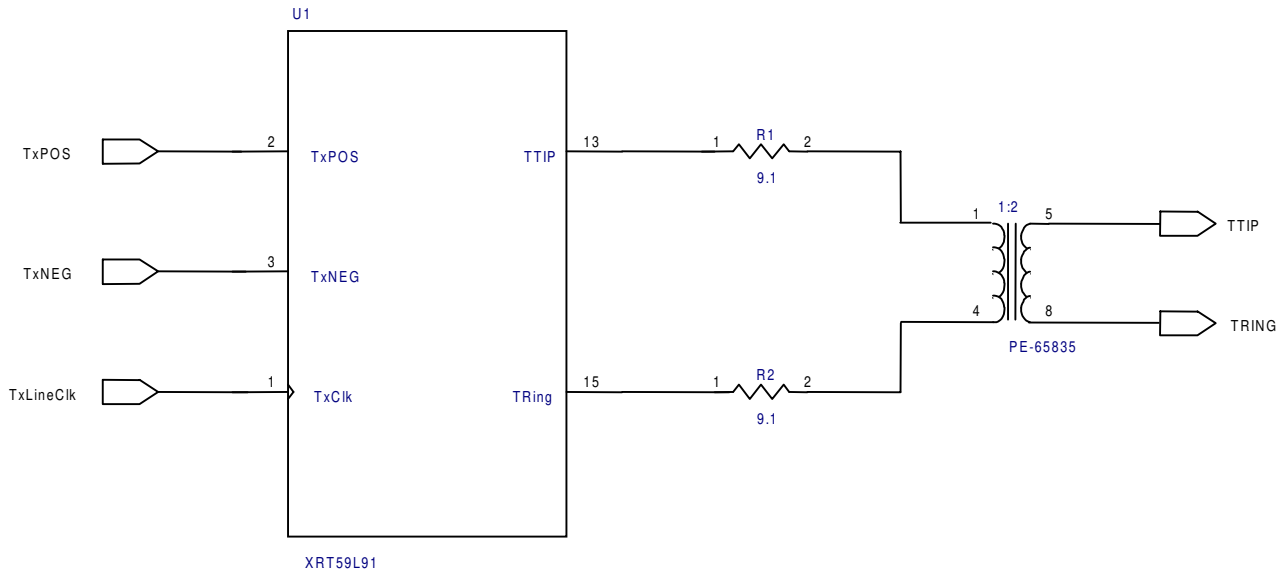 U1
TxPOS
2
TxPOS
TTIP
13
1
R1
2
9.1
1
1:2
5
TTIP
TxNEG
3
TxNEG
4
8
TRING
PE-65835
TxLineClk
1
TxClk
TRing
15
1
R2
2
9.1
XRT59L91